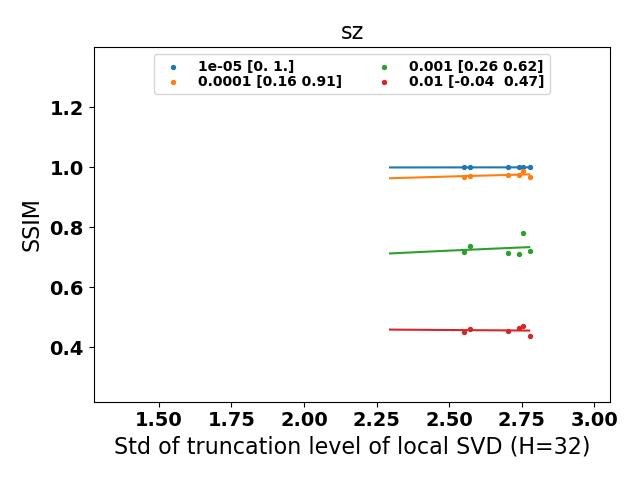 sz
1e-05 [0. 1.]
0.0001 [0.16 0.91]
0.001 [0.26 0.62]
0.01 [-0.04  0.47]
SSIM
1.2
1.0
0.8
0.6
0.4
1.50 1.75 2.00 2.25 2.50 2.75 3.00
Std of truncation level of local SVD (H=32)